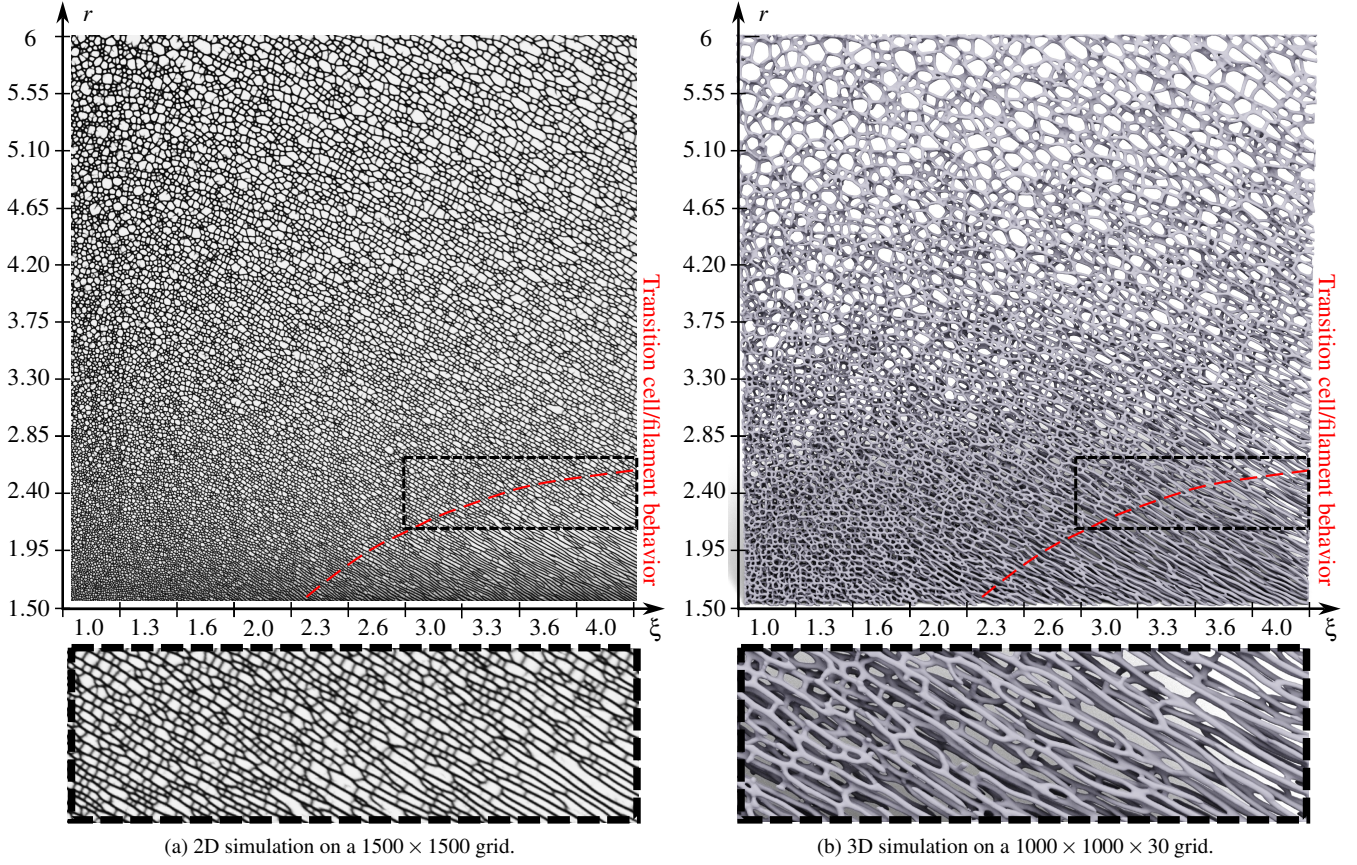 r
6
5.55
5.10
4.65
4.20
3.75
3.30
2.85
2.40
1.95
1.50
1.0 1.3 1.6 2.0 2.3 2.6 3.0 3.3 3.6 4.0 ξ
Transition cell/filament behavior
(a) 2D simulation on a 1500 × 1500 grid.
r
6
5.55
5.10
4.65
4.20
3.75
3.30
2.85
2.40
1.95
1.50
1.0 1.3 1.6 2.0 2.3 2.6 3.0 3.3 3.6 4.0 ξ
Transition cell/filament behavior
(b) 3D simulation on a 1000 × 1000 × 30 grid.